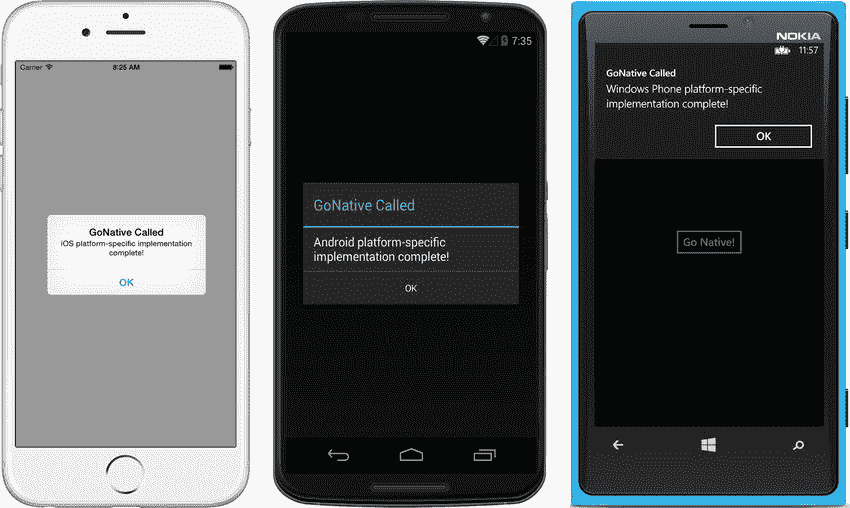 Carrier
8:25 AM
GoNative Called
iOS platform-specific implementation
complete!
OK
7:35
GoNative Called
Android platform-specific
implementation complete!
OK
NOKIA
11:57
GoNative Called
Windows Phone platform-specific
implementation complete!
OK
Go Native!